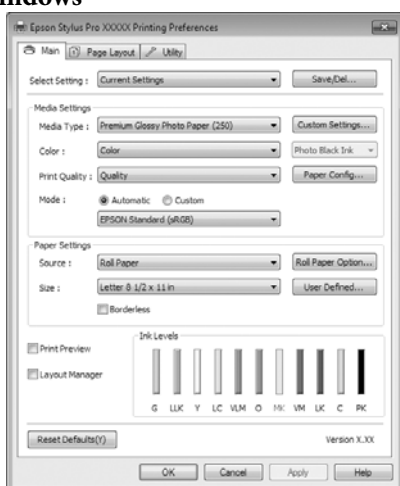 Epson Stylus Pro XXXXX Printing Preferences
Main Page Layout Utility
Select Setting : Current Settings Save/Del...
Media Settings
Media Type : Premium Glossy Photo Paper (250) Custom Settings...
Color : Color Photo Black Ink
Print Quality : Quality Paper Config...
Mode : Automatic Custom
EPSON Standard (sRGB)
Paper Settings
Source : Roll Paper Roll Paper Option...
Size : Letter 8 1/2 x 11 in User Defined...
Borderless
Ink Levels
Print Preview
Layout Manager
G LLK Y LC VLM O MK VM LK C PK
Reset Defaults(Y) Version X.XX
OK Cancel Apply Help